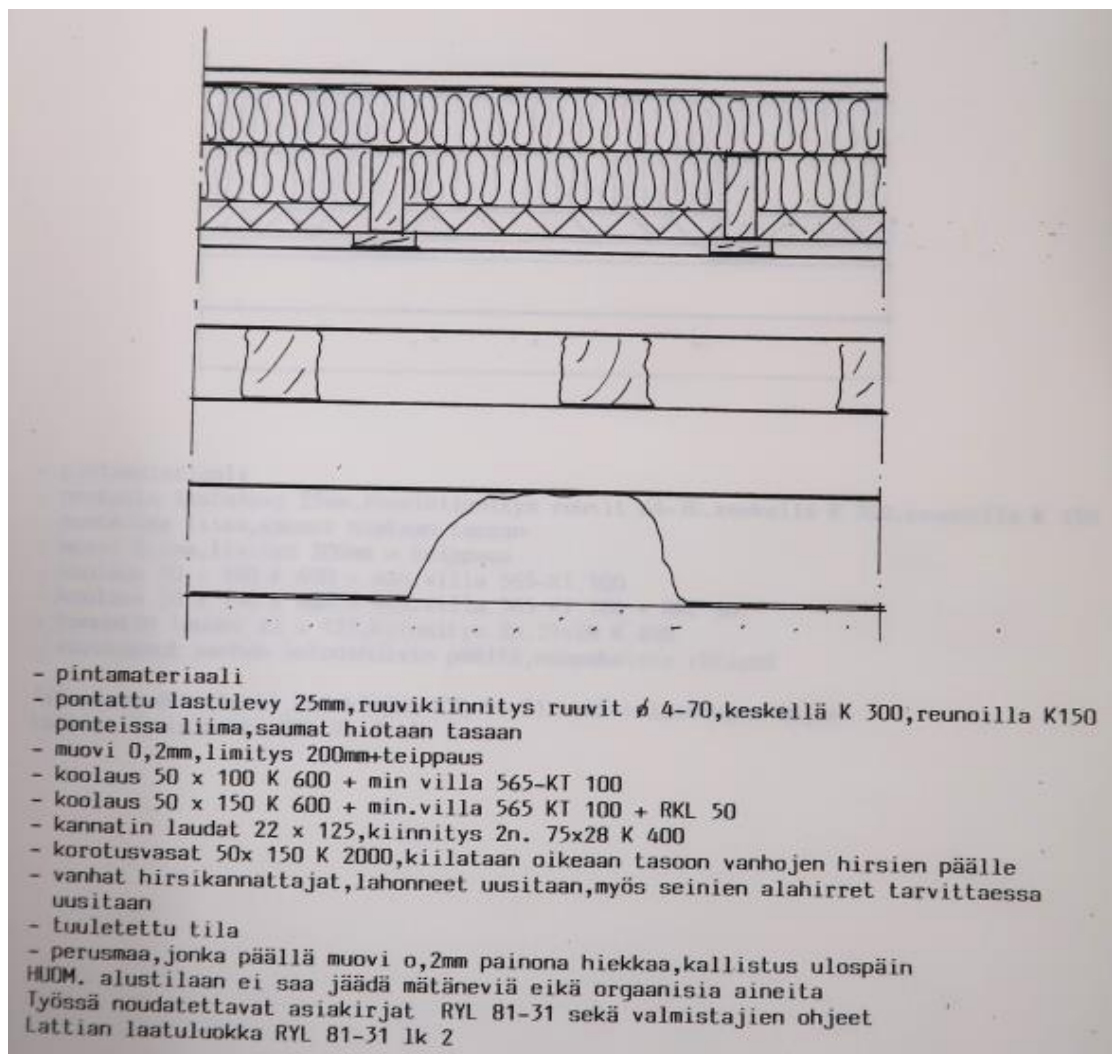 - pintamateriaali
- pontattu lastulevy 25mm,ruuvikiinnitys ruuvit ø 4-70,keskellä K 300,reunoilla K150
ponteissa liima,saumat hiotaan tasaan
- muovi 0,2mm,limitys 200mm+teippaus
- koolaus 50 x 100 K 600 + min villa 565-KT 100
- koolaus 50 x 150 K 600 + min.villa 565 KT 100 + RKL 50
- kannatin laudat 22 x 125,kiinnitys 2n. 75x28 K 400
- korotusvasat 50x 150 K 2000,kiilataan oikeaan tasoon vanhojen hirsien päälle
- vanhat hirsikannattajat,lahonneet uusitaan,myös seinien alahirret tarvittaessa
uusitaan
- tuuletettu tila
- perusmaa,jonka päällä muovi o,2mm painona hiekkaa,kallistus ulospäin
HUOM. alustilaan ei saa jäädä mätäneviä eikä orgaanisia aineita
Työssä noudatettavat asiakirjat RYL 81-31 sekä valmistajien ohjeet
Lattian laatuluokka RYL 81-31 lk 2